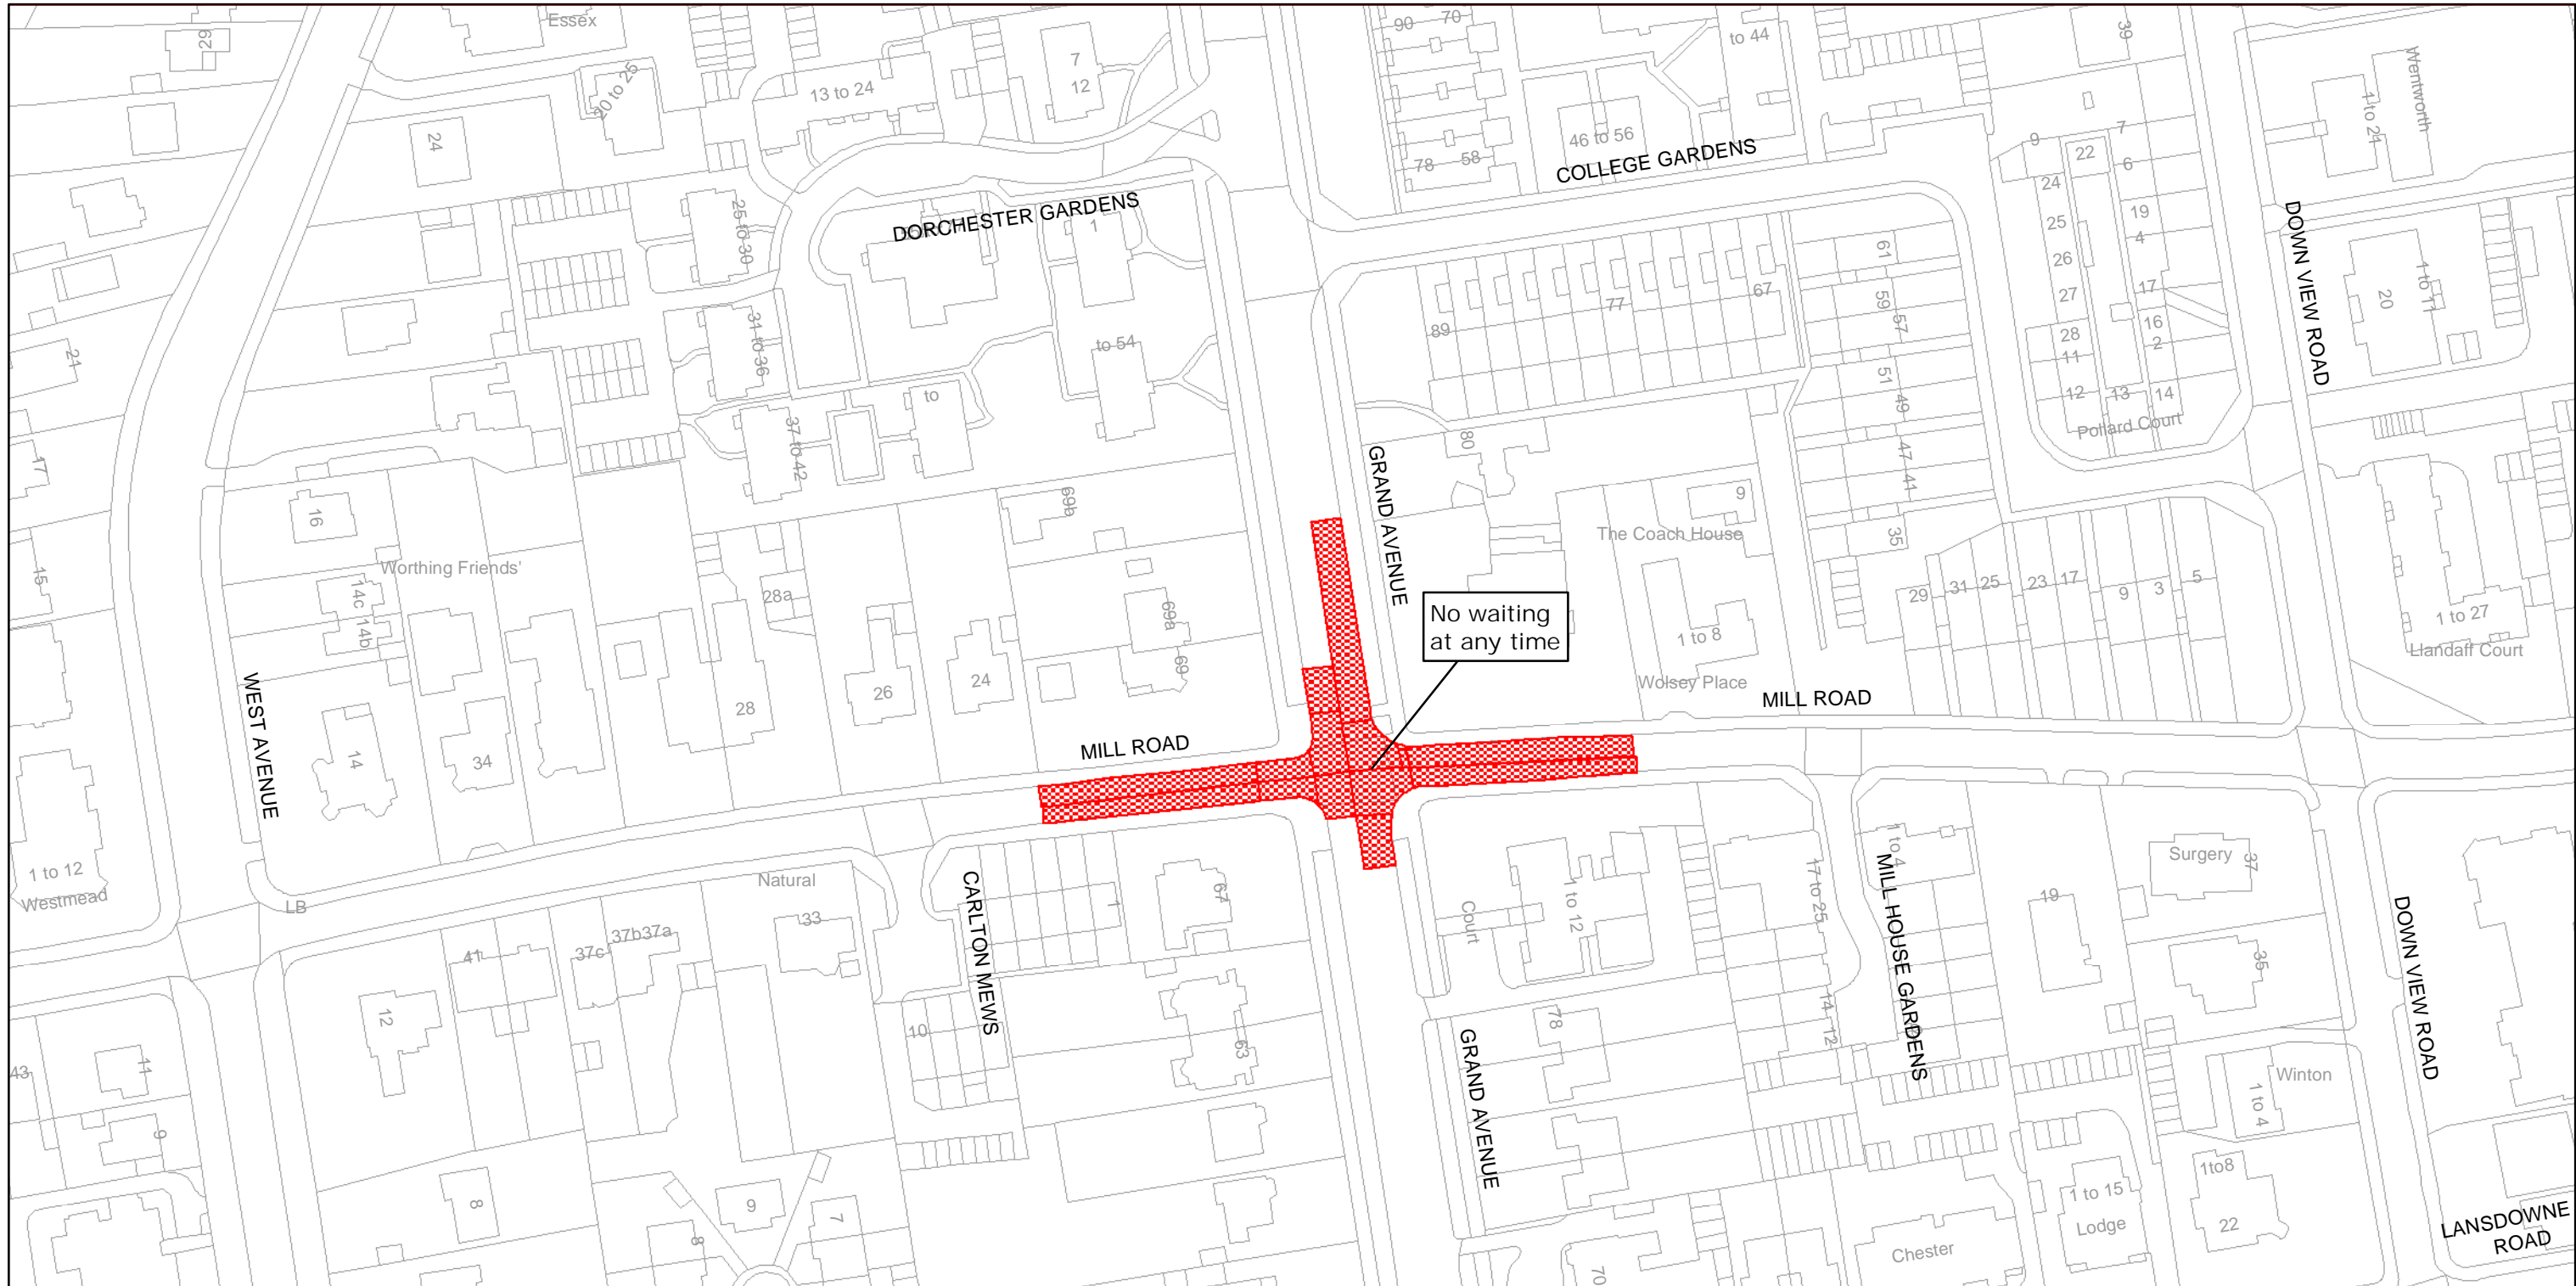 Essex
29
24
20 to 25
13 to 24
7
12
90
70
78
58
46 to 56
to 44
COLLEGE GARDENS
39
Wentworth
1 to 21
9
22
7
6
24
25
26
27
28
11
12
13
14
19
4
17
16
2
Pollard Court
DOWN VIEW ROAD
20
1 to 11
DORCHESTER GARDENS
25 to 30
1
31 to 36
to 54
37 to 42
to
89
77
67
61
59
57
51
49
47
41
35
80
GRAND AVENUE
21
17
15
16
Worthing Friends'
14c
14b
69b
69a
69
28a
28
26
24
34
14
WEST AVENUE
The Coach House
9
1 to 8
Wolsey Place
No waiting
at any time
29
31
25
23
17
9
3
5
1 to 27
Llandaff Court
MILL ROAD
MILL ROAD
1 to 12
Westmead
LB
Natural
33
41
37c
37b
37a
12
CARLTON MEWS
1
67
10
63
Court
1 to 12
17 to 25
1 to 4
MILL HOUSE GARDENS
14
12
19
Surgery
37
35
DOWN VIEW ROAD
78
GRAND AVENUE
43
11
9
8
9
7
8
Winton
1 to 4
1to8
22
1 to 15
Lodge
Chester
70
LANSDOWNE
ROAD